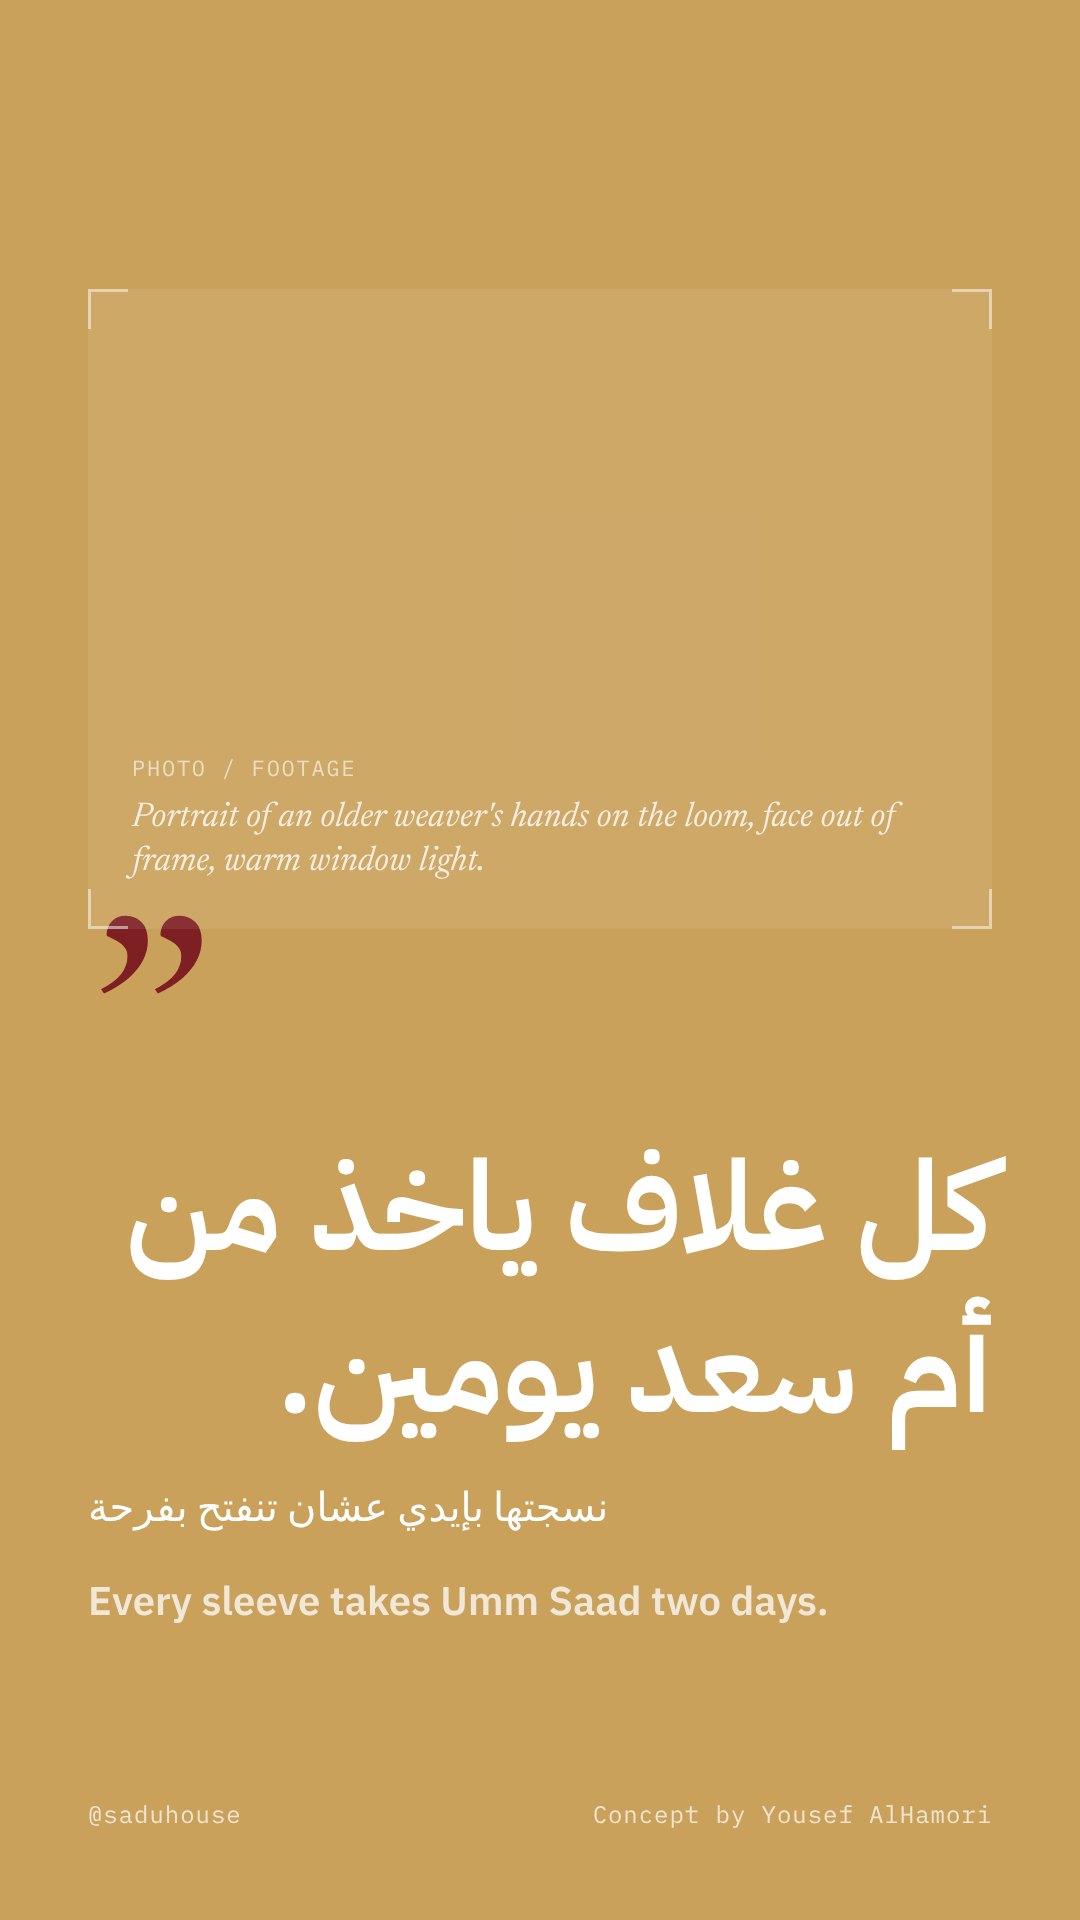 PHOTO / FOOTAGE
Portrait of an older weaver's hands on the loom, face out of
frame, warm window light.
”
كل غلاف ياخذ من
أم سعد يومين.
نسجتها بإيدي عشان تنفتح بفرحة
Every sleeve takes Umm Saad two days.
@saduhouse
Concept by Yousef AlHamori